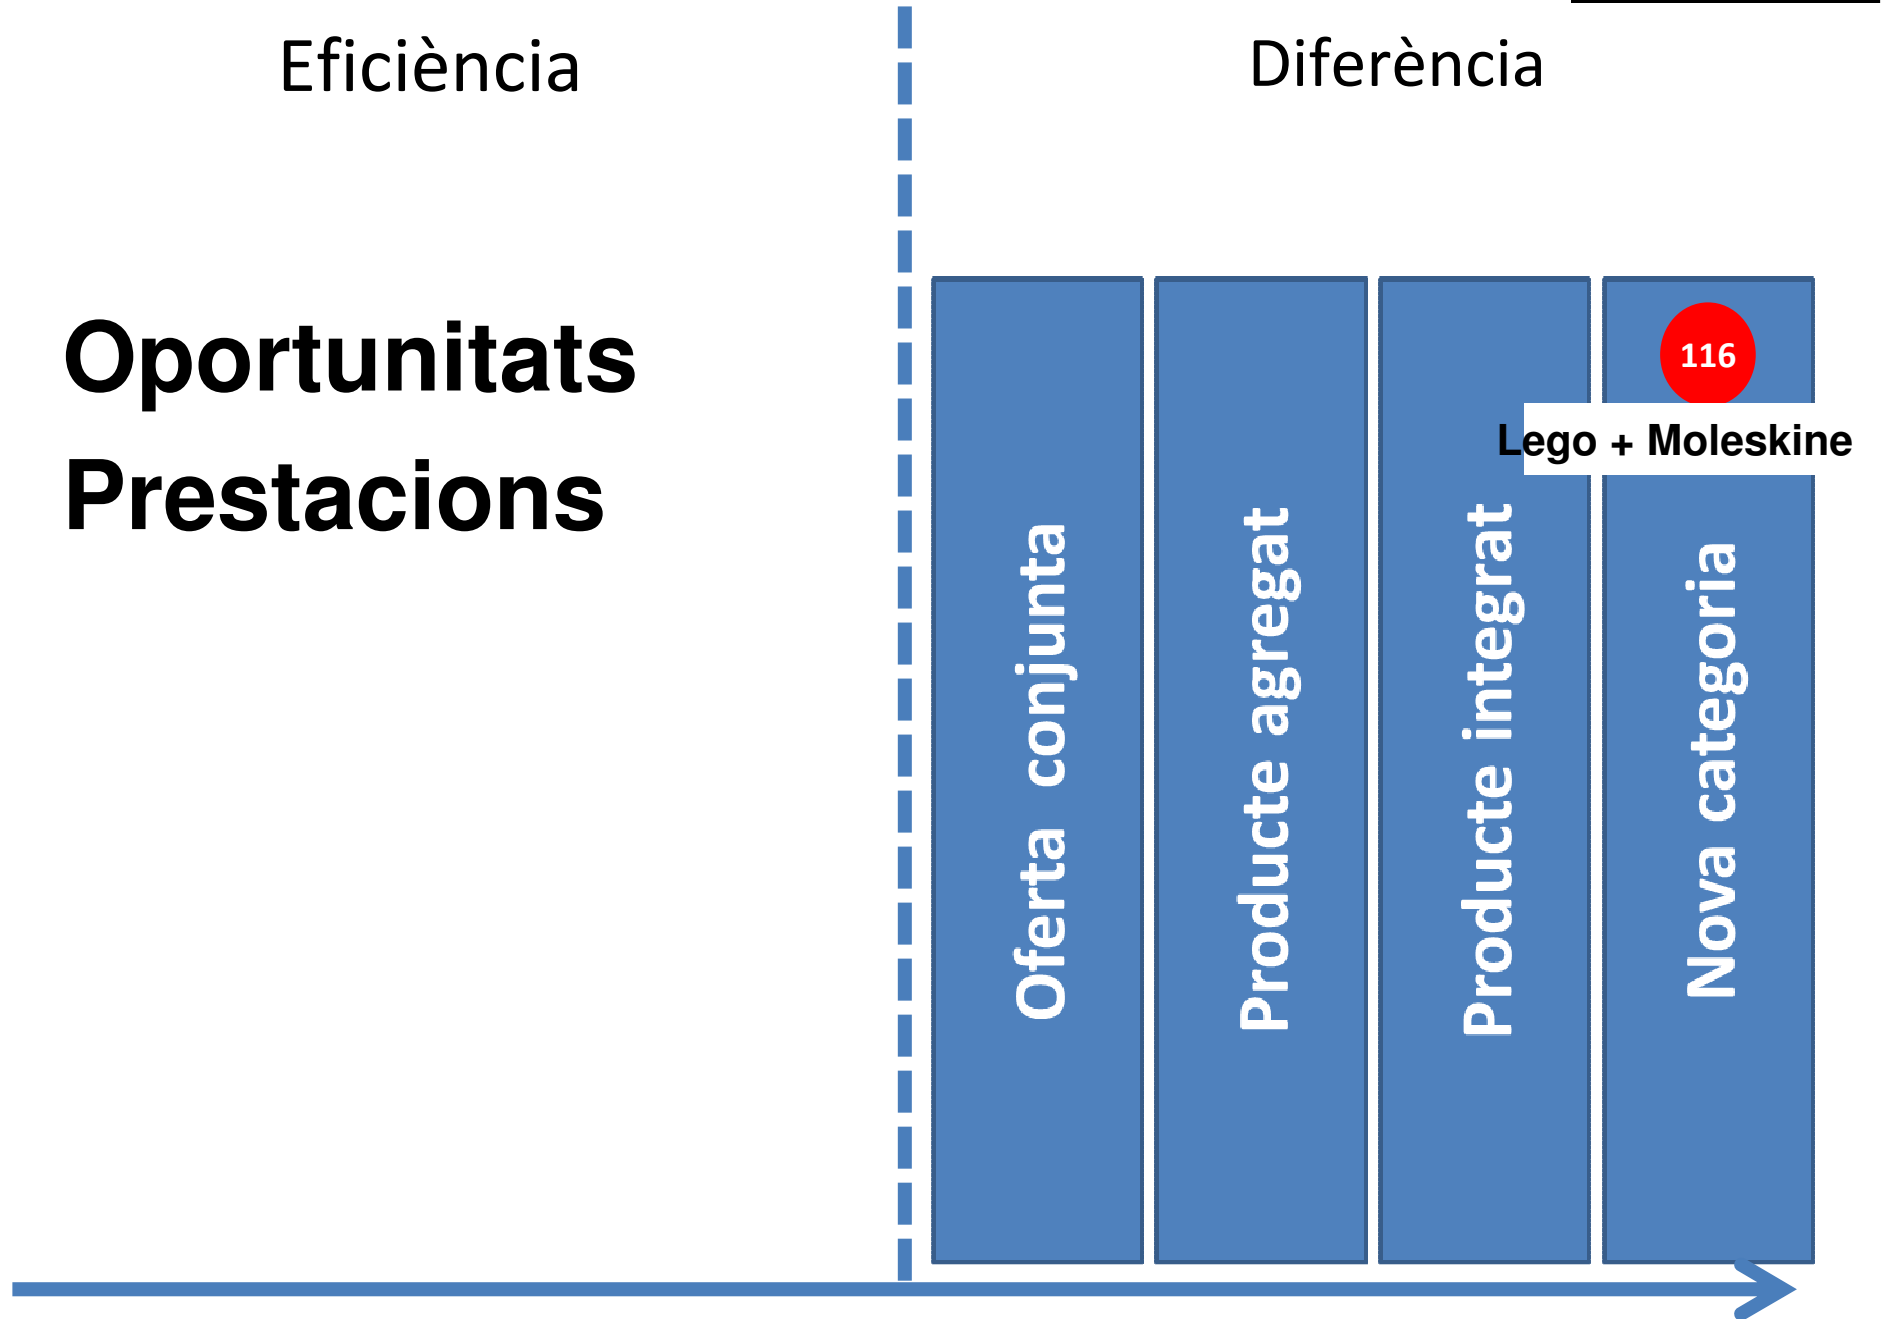 Eficiència
Diferència
Oportunitats
Prestacions
116
Lego + Moleskine
Oferta conjunta
Producte agregat
Producte integrat
Nova categoria